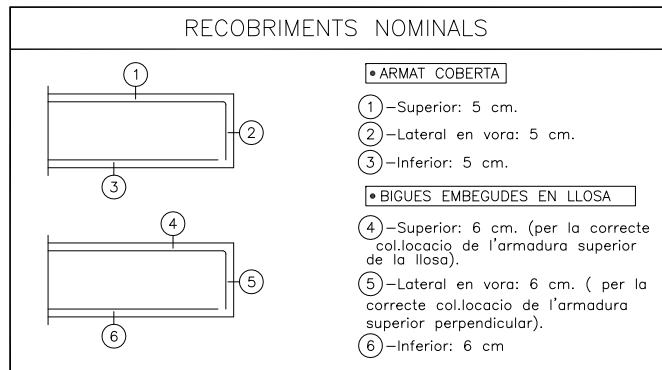 RECOBRIMENTS NOMINALS
1
2
3
• ARMAT COBERTA
1 -Superior: 5 cm.
2 -Lateral en vora: 5 cm.
3 -Inferior: 5 cm.
4
5
6
• BIGUES EMBEGUDES EN LLOSA
4 -Superior: 6 cm. (per la correcte
col.locacio de l'armadura superior
de la llosa).
5 -Lateral en vora: 6 cm. ( per la
correcte col.locacio de l'armadura
superior perpendicular).
6 -Inferior: 6 cm